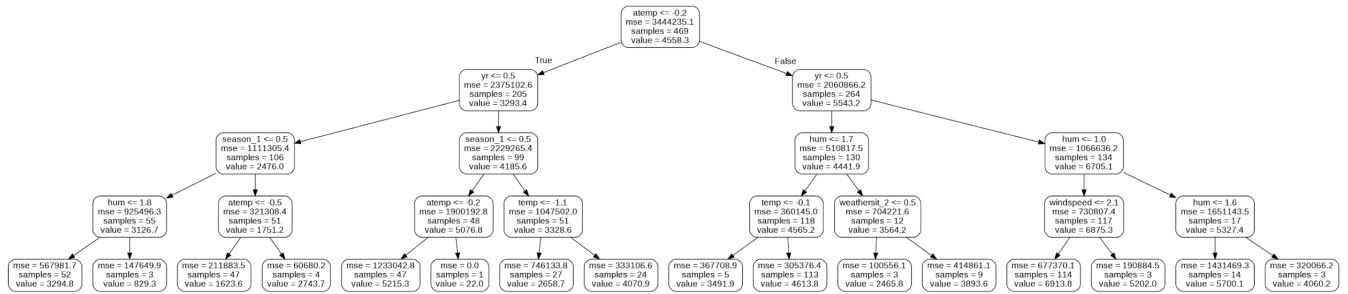 atemp <= -0.2
mse = 3444235.1
samples = 469
value = 4558.3
True
False
yr <= 0.5
mse = 2375102.6
samples = 205
value = 3293.4
yr <= 0.5
mse = 2060866.2
samples = 264
value = 5543.2
season_1 <= 0.5
mse = 1111305.4
samples = 106
value = 2476.0
season_1 <= 0.5
mse = 2229265.4
samples = 99
value = 4185.6
hum <= 1.7
mse = 510817.5
samples = 130
value = 4441.9
hum <= 1.0
mse = 1066636.2
samples = 134
value = 6705.1
hum <= 1.8
mse = 925496.3
samples = 55
value = 3126.7
atemp <= -0.5
mse = 321308.4
samples = 51
value = 1751.2
atemp <= -0.2
mse = 1900192.8
samples = 48
value = 5076.8
temp <= -1.1
mse = 1047502.0
samples = 51
value = 3328.6
temp <= -0.1
mse = 360145.0
samples = 118
value = 4565.2
weathersit_2 <= 0.5
mse = 704221.6
samples = 12
value = 3564.2
windspeed <= 2.1
mse = 730807.4
samples = 117
value = 6875.3
hum <= 1.6
mse = 1651143.5
samples = 17
value = 5327.4
mse = 567981.7
samples = 52
value = 3294.8
mse = 147649.9
samples = 3
value = 829.3
mse = 211883.5
samples = 47
value = 1623.6
mse = 60680.2
samples = 4
value = 2743.7
mse = 1233042.8
samples = 47
value = 5215.3
mse = 0.0
samples = 1
value = 22.0
mse = 746133.8
samples = 27
value = 2658.7
mse = 333106.6
samples = 24
value = 4070.9
mse = 367708.9
samples = 5
value = 3491.9
mse = 305376.4
samples = 113
value = 4613.8
mse = 100556.1
samples = 3
value = 2465.8
mse = 414861.1
samples = 9
value = 3893.6
mse = 677370.1
samples = 114
value = 6913.8
mse = 190884.5
samples = 3
value = 5202.0
mse = 1431469.3
samples = 14
value = 5700.1
mse = 320066.2
samples = 3
value = 4060.2